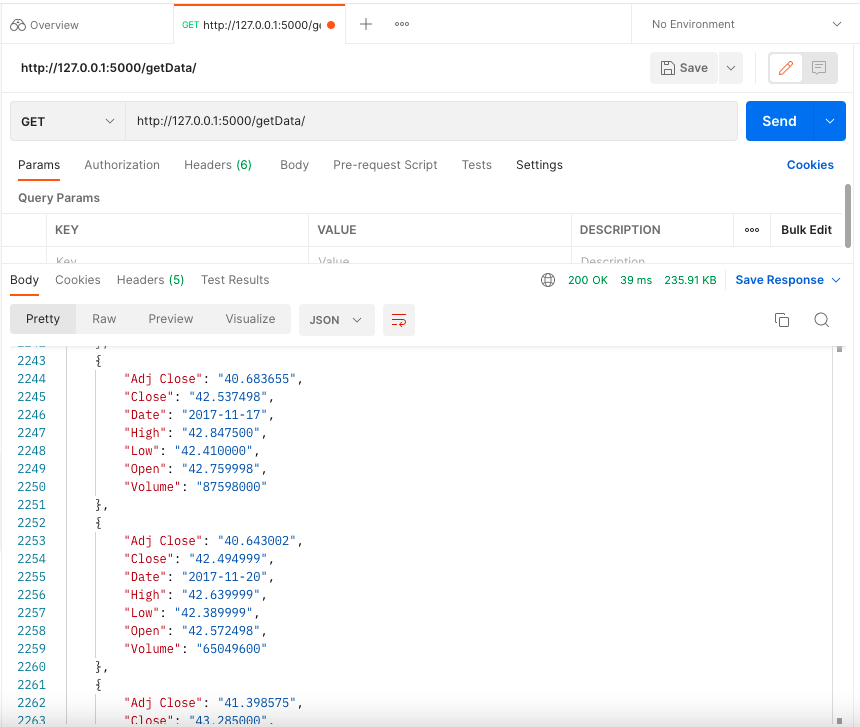 Overview
GET http://127.0.0.1:5000/ge
No Environment
http://127.0.0.1:5000/getData/
Save
GET http://127.0.0.1:5000/getData/
Send
Params Authorization Headers (6) Body Pre-request Script Tests Settings Cookies
Query Params
KEY VALUE DESCRIPTION Bulk Edit
Key Value Description
Body Cookies Headers (5) Test Results 200 OK 39 ms 235.91 KB Save Response
Pretty Raw Preview Visualize JSON
2242 },
2243 {
2244 "Adj Close": "40.683655",
2245 "Close": "42.537498",
2246 "Date": "2017-11-17",
2247 "High": "42.847500",
2248 "Low": "42.410000",
2249 "Open": "42.759998",
2250 "Volume": "87598000"
2251 },
2252 {
2253 "Adj Close": "40.643002",
2254 "Close": "42.494999",
2255 "Date": "2017-11-20",
2256 "High": "42.639999",
2257 "Low": "42.389999",
2258 "Open": "42.572498",
2259 "Volume": "65049600"
2260 },
2261 {
2262 "Adj Close": "41.398575",
2263 "Close": "43.285000",